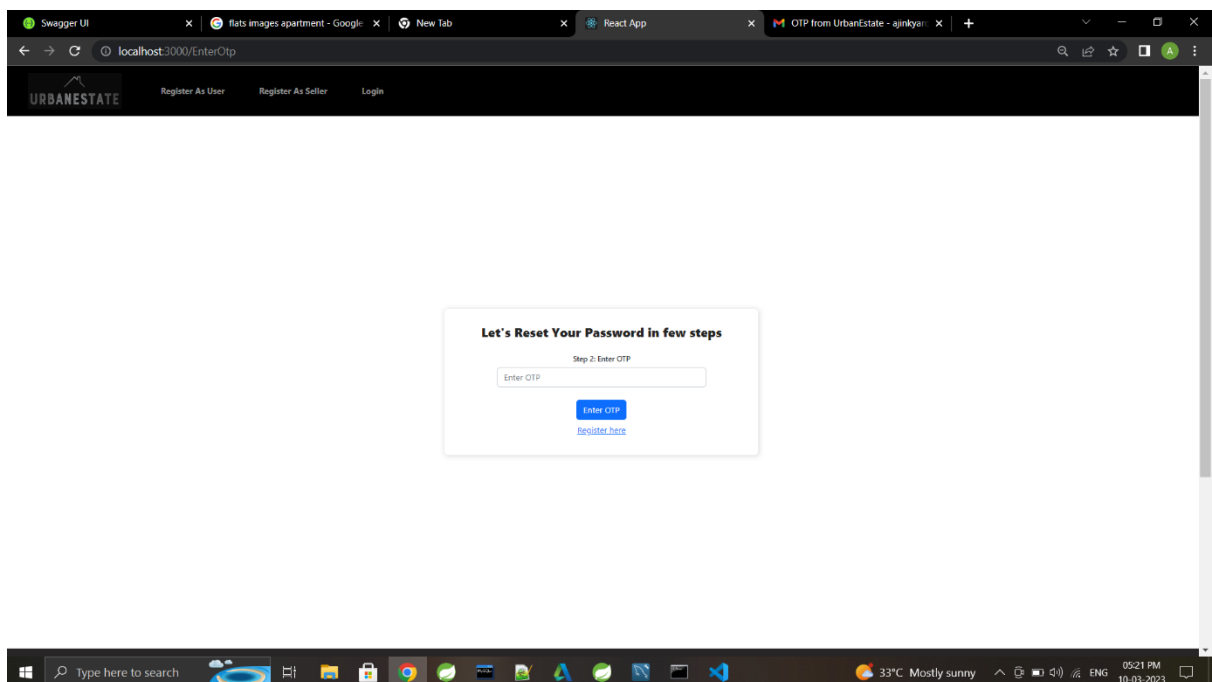 Swagger UI
flats images apartment - Google
New Tab
React App
OTP from UrbanEstate - ajinkyar
localhost:3000/EnterOtp
A
URBANESTATE
Register As User
Register As Seller
Login
Let's Reset Your Password in few steps
Step 2: Enter OTP
Enter OTP
Enter OTP
Register here
Type here to search
33°C Mostly sunny
ENG
05:21 PM
10-03-2023